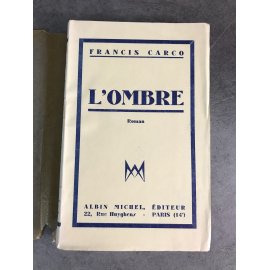 FRANCIS CARCO
L'OMBRE
Roman
ALBIN MICHEL, ÉDITEUR
22, Rue Huyghens - PARIS (14e)